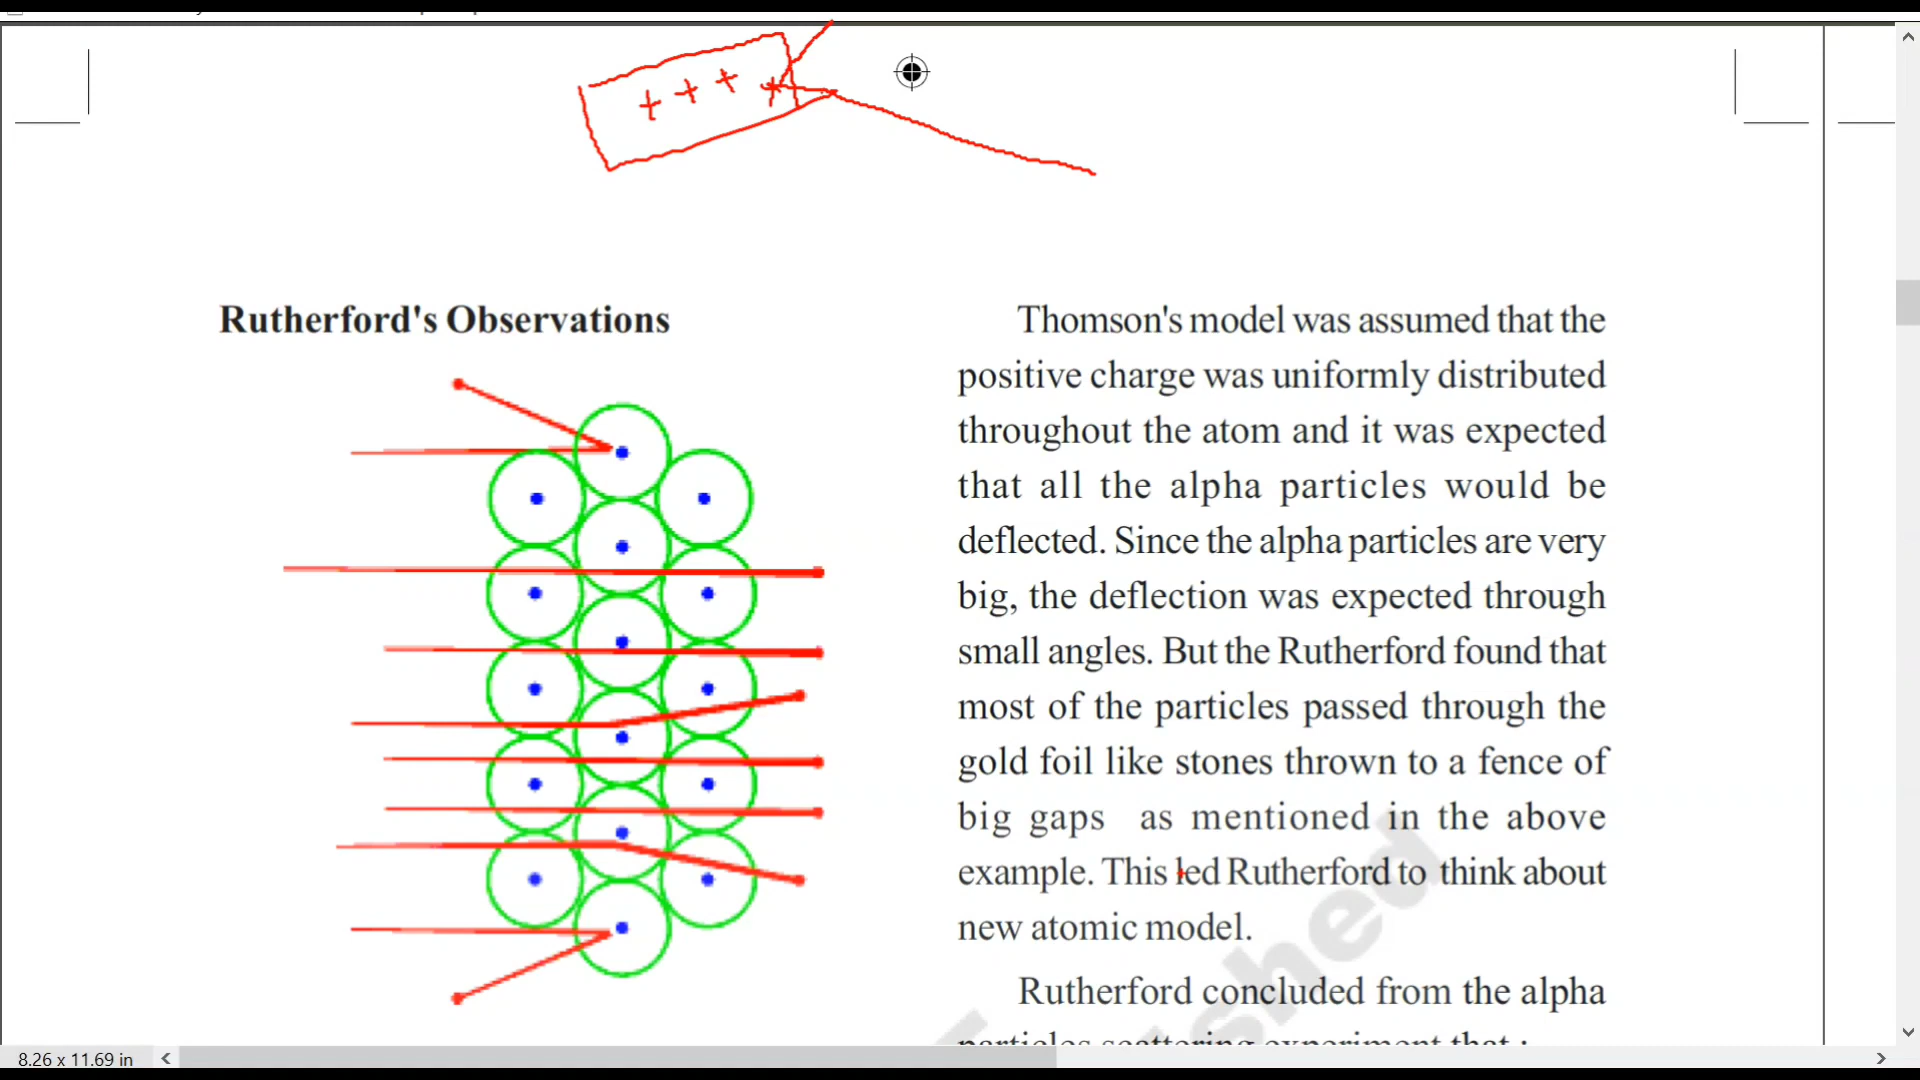 + + + +
Rutherford's Observations
Thomson's model was assumed that the
positive charge was uniformly distributed
throughout the atom and it was expected
that all the alpha particles would be
deflected. Since the alpha particles are very
big, the deflection was expected through
small angles. But the Rutherford found that
most of the particles passed through the
gold foil like stones thrown to a fence of
big gaps as mentioned in the above
example. This led Rutherford to think about
new atomic model.
Rutherford concluded from the alpha
particles scattering experiment that :
8.26 x 11.69 in